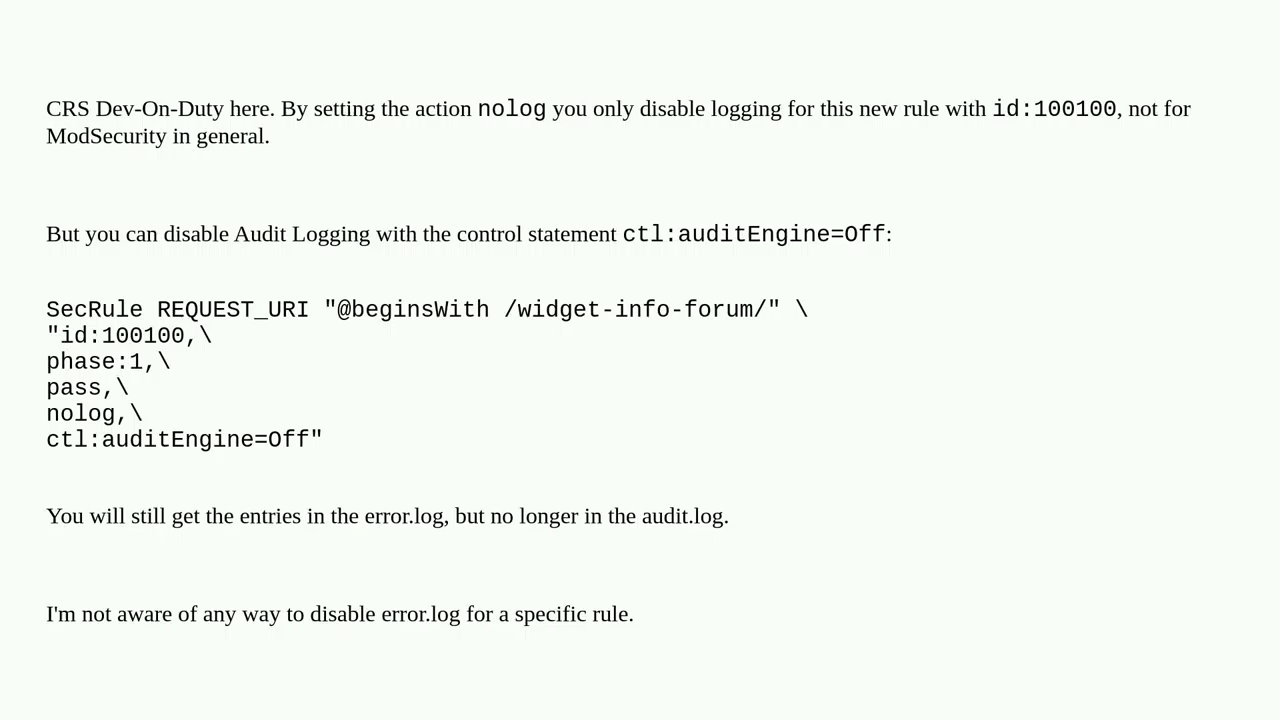 CRS Dev-On-Duty here. By setting the action nolog you only disable logging for this new rule with id:100100, not for
ModSecurity in general.
But you can disable Audit Logging with the control statement ctl:auditEngine=Off:
SecRule REQUEST_URI "@beginsWith /widget-info-forum/" \
"id:100100,\
phase:1,\
pass,\
nolog,\
ctl:auditEngine=Off"
You will still get the entries in the error.log, but no longer in the audit.log.
I'm not aware of any way to disable error.log for a specific rule.